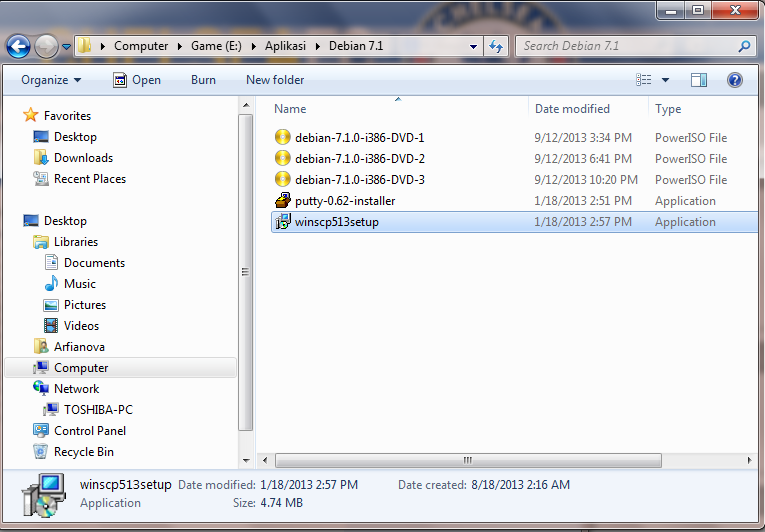 CHELSEA
Computer Game (E:) Aplikasi Debian 7.1 Search Debian 7.1
Organize Open Burn New folder
Favorites
Desktop
Downloads
Recent Places
Desktop
Libraries
Documents
Music
Pictures
Videos
Arfianova
Computer
Network
TOSHIBA-PC
Control Panel
Recycle Bin
Name Date modified Type
debian-7.1.0-i386-DVD-1 9/12/2013 3:34 PM PowerISO File
debian-7.1.0-i386-DVD-2 9/12/2013 6:41 PM PowerISO File
debian-7.1.0-i386-DVD-3 9/12/2013 10:20 PM PowerISO File
putty-0.62-installer 1/18/2013 2:51 PM Application
winscp513setup 1/18/2013 2:57 PM Application
winscp513setup Date modified: 1/18/2013 2:57 PM Date created: 8/18/2013 2:16 AM
Application Size: 4.74 MB